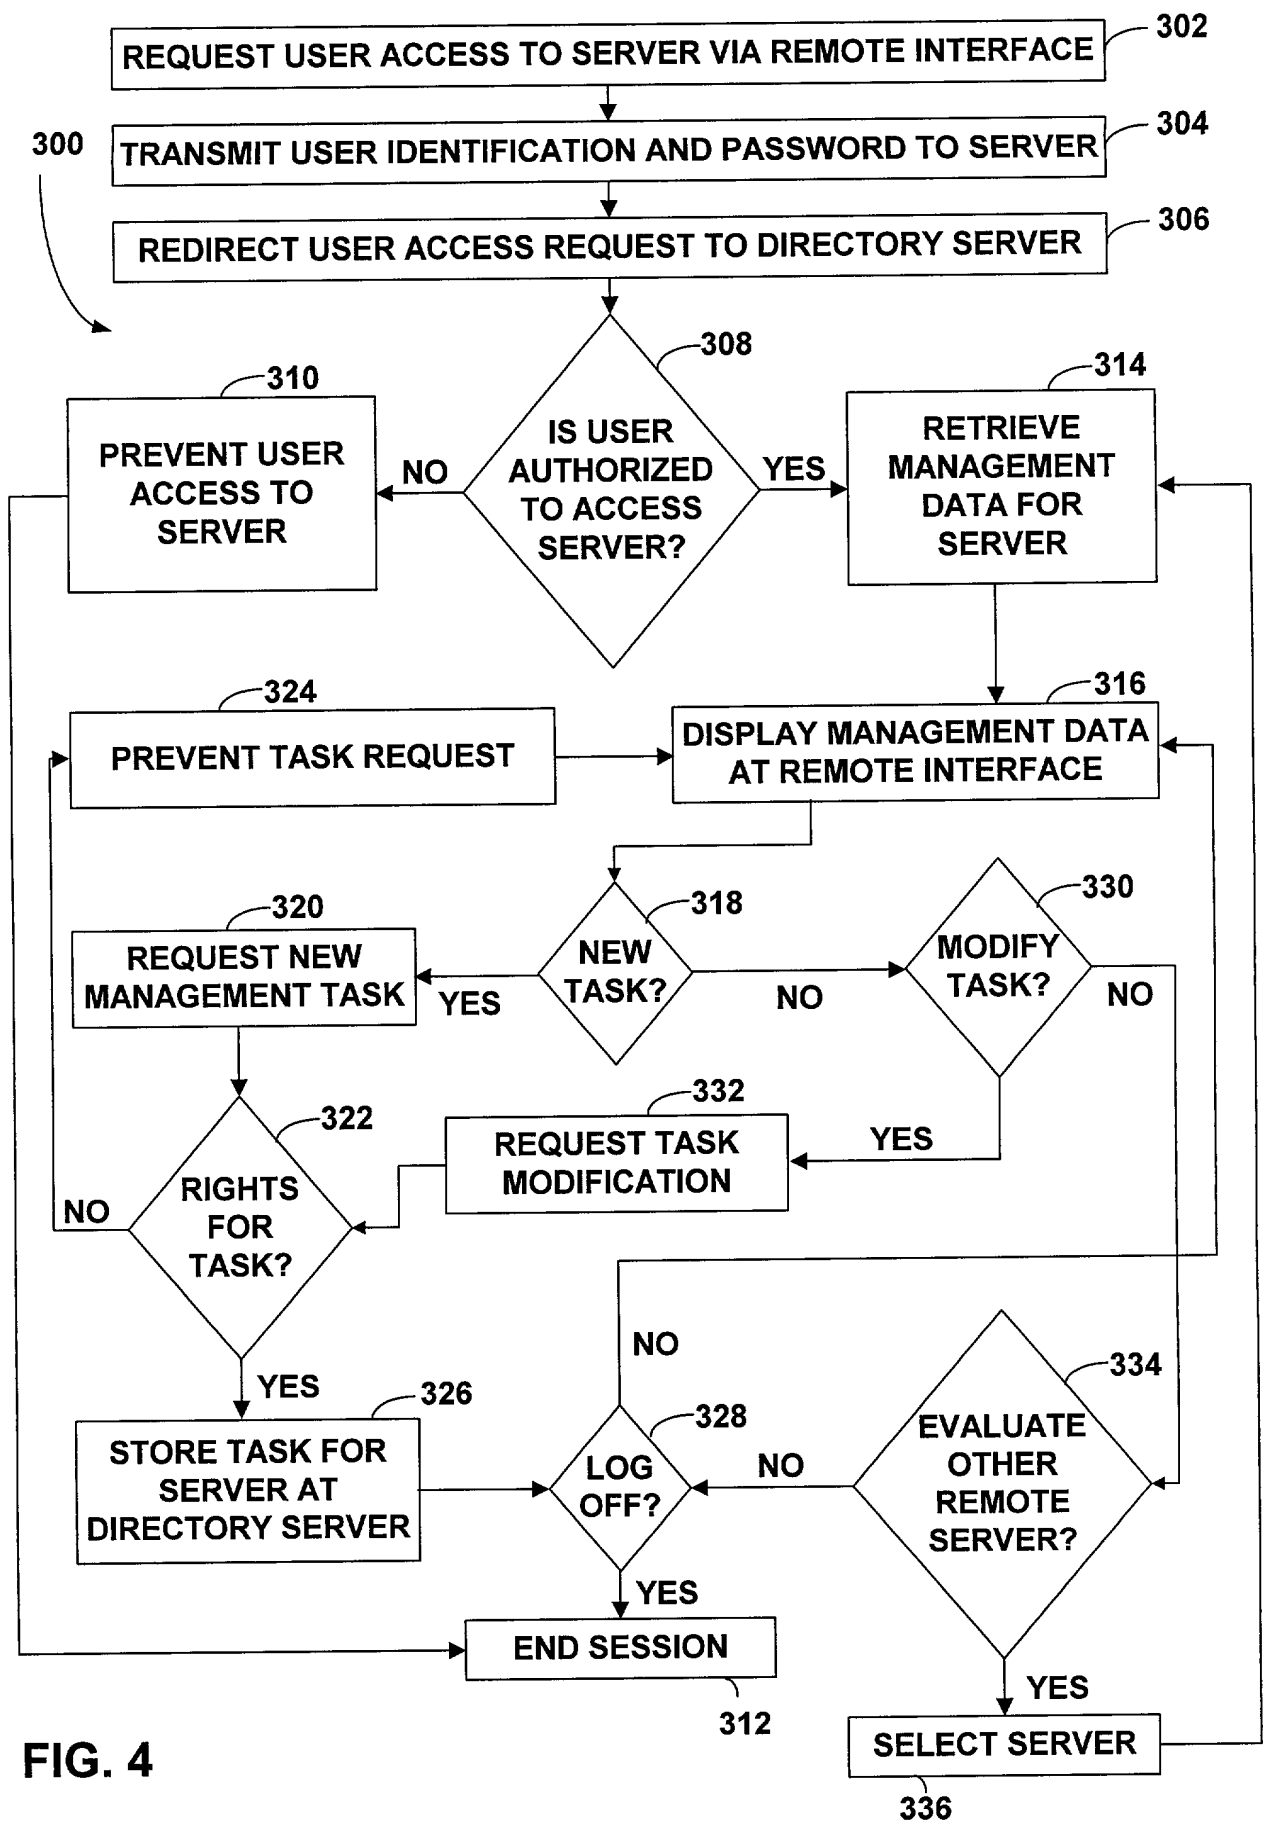 302
REQUEST USER ACCESS TO SERVER VIA REMOTE INTERFACE
304
TRANSMIT USER IDENTIFICATION AND PASSWORD TO SERVER
300
306
REDIRECT USER ACCESS REQUEST TO DIRECTORY SERVER
308
IS USER
AUTHORIZED
TO ACCESS
SERVER?
NO
YES
310
PREVENT USER
ACCESS TO
SERVER
314
RETRIEVE
MANAGEMENT
DATA FOR
SERVER
324
PREVENT TASK REQUEST
316
DISPLAY MANAGEMENT DATA
AT REMOTE INTERFACE
318
NEW
TASK?
YES
NO
320
REQUEST NEW
MANAGEMENT TASK
330
MODIFY
TASK?
NO
YES
332
REQUEST TASK
MODIFICATION
322
RIGHTS
FOR
TASK?
NO
YES
326
STORE TASK FOR
SERVER AT
DIRECTORY SERVER
NO
328
LOG
OFF?
NO
YES
334
EVALUATE
OTHER
REMOTE
SERVER?
YES
END SESSION
312
SELECT SERVER
336
FIG. 4